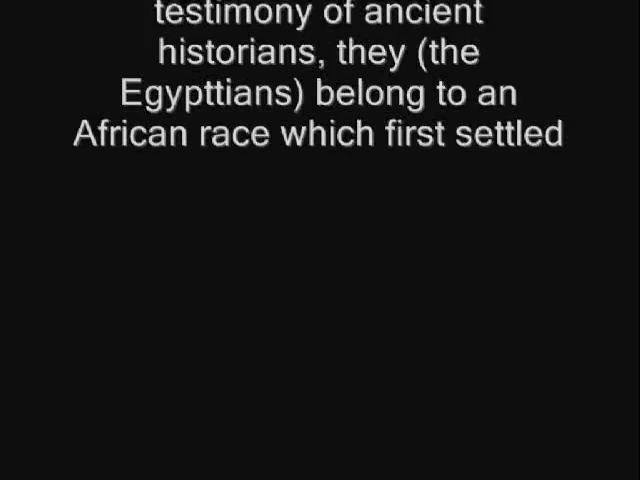 testimony of ancient
historians, they (the
Egypttians) belong to an
African race which first settled